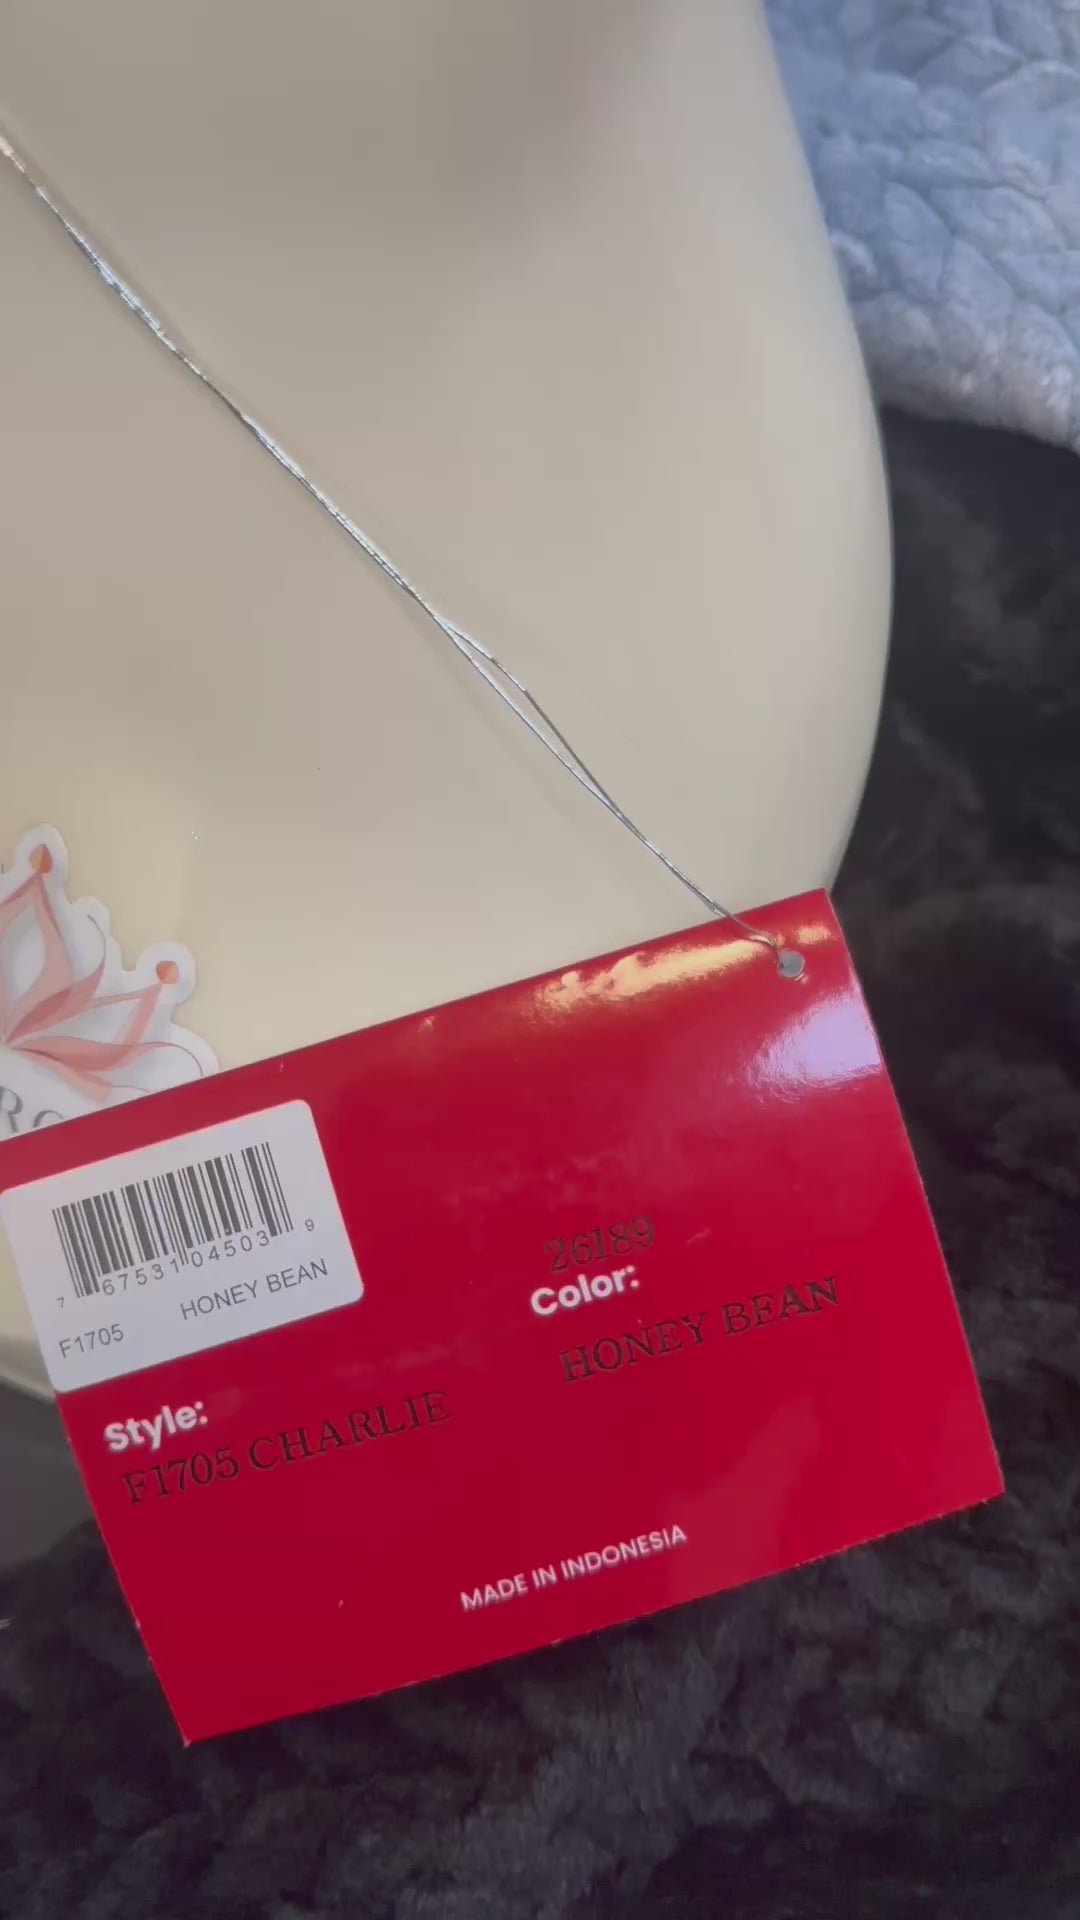 7 67531 04503 9
HONEY BEAN
F1705
26189
Color:
HONEY BEAN
Style:
F1705 CHARLIE
MADE IN INDONESIA